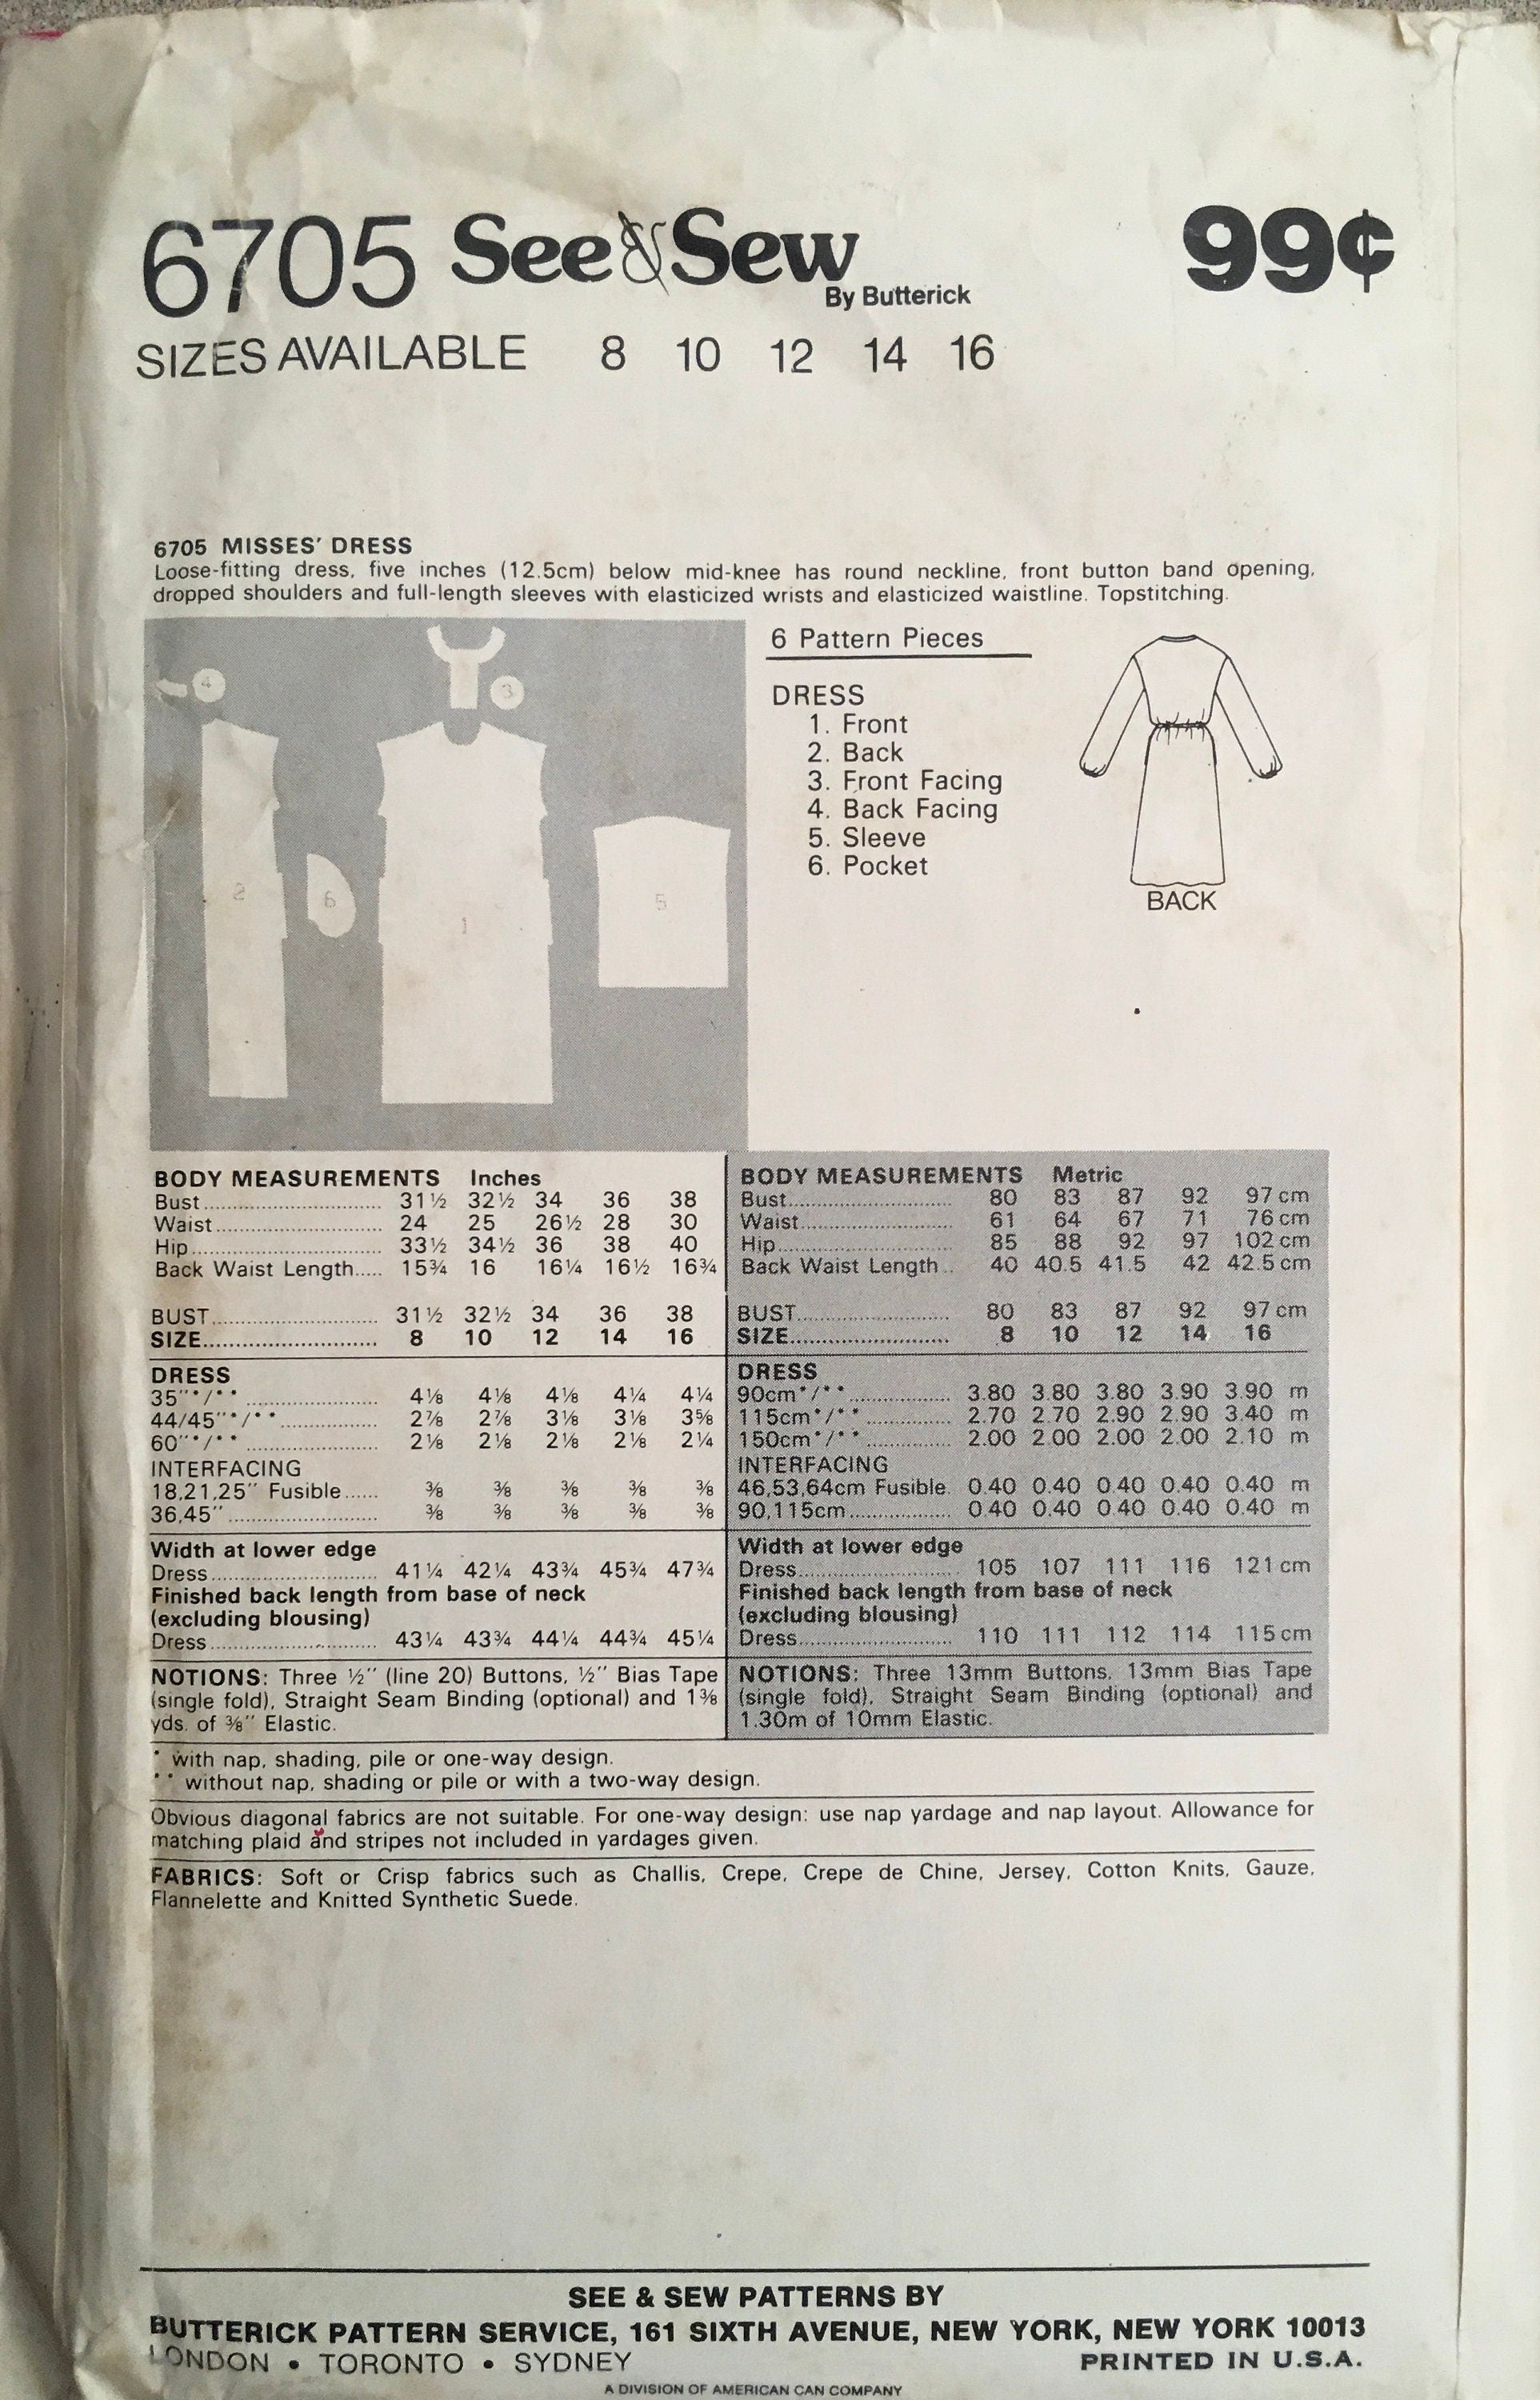 6705 See & Sew 99¢
By Butterick
SIZES AVAILABLE 8 10 12 14 16
6705 MISSES' DRESS
Loose-fitting dress, five inches (12.5cm) below mid-knee has round neckline, front button band opening,
dropped shoulders and full-length sleeves with elasticized wrists and elasticized waistline. Topstitching.
4
3
2
6
1
5
6 Pattern Pieces
DRESS
1. Front
2. Back
3. Front Facing
4. Back Facing
5. Sleeve
6. Pocket
BACK
BODY MEASUREMENTS Inches
Bust 31½ 32½ 34 36 38
Waist 24 25 26½ 28 30
Hip 33½ 34½ 36 38 40
Back Waist Length 15¾ 16 16¼ 16½ 16¾
BUST 31½ 32½ 34 36 38
SIZE 8 10 12 14 16
DRESS
35"*/** 4⅛ 4⅛ 4⅛ 4¼ 4¼
44/45"*/** 2⅞ 2⅞ 3⅛ 3⅛ 3⅝
60"*/** 2⅛ 2⅛ 2⅛ 2⅛ 2¼
INTERFACING
18,21,25" Fusible ⅜ ⅜ ⅜ ⅜ ⅜
36,45" ⅜ ⅜ ⅜ ⅜ ⅜
Width at lower edge
Dress 41¼ 42¼ 43¾ 45¾ 47¾
Finished back length from base of neck
(excluding blousing)
Dress 43¼ 43¾ 44¼ 44¾ 45¼
NOTIONS: Three ½" (line 20) Buttons, ½" Bias Tape
(single fold), Straight Seam Binding (optional) and 1⅜
yds. of ⅜" Elastic.
BODY MEASUREMENTS Metric
Bust 80 83 87 92 97 cm
Waist 61 64 67 71 76 cm
Hip 85 88 92 97 102 cm
Back Waist Length 40 40.5 41.5 42 42.5 cm
BUST 80 83 87 92 97 cm
SIZE 8 10 12 14 16
DRESS
90cm*/** 3.80 3.80 3.80 3.90 3.90 m
115cm*/** 2.70 2.70 2.90 2.90 3.40 m
150cm*/** 2.00 2.00 2.00 2.00 2.10 m
INTERFACING
46,53,64cm Fusible. 0.40 0.40 0.40 0.40 0.40 m
90,115cm 0.40 0.40 0.40 0.40 0.40 m
Width at lower edge
Dress 105 107 111 116 121 cm
Finished back length from base of neck
(excluding blousing)
Dress 110 111 112 114 115 cm
NOTIONS: Three 13mm Buttons, 13mm Bias Tape
(single fold), Straight Seam Binding (optional) and
1.30m of 10mm Elastic.
* with nap, shading, pile or one-way design.
** without nap, shading or pile or with a two-way design.
Obvious diagonal fabrics are not suitable. For one-way design: use nap yardage and nap layout. Allowance for
matching plaid and stripes not included in yardages given.
FABRICS: Soft or Crisp fabrics such as Challis, Crepe, Crepe de Chine, Jersey, Cotton Knits, Gauze,
Flannelette and Knitted Synthetic Suede.
SEE & SEW PATTERNS BY
BUTTERICK PATTERN SERVICE, 161 SIXTH AVENUE, NEW YORK, NEW YORK 10013
LONDON • TORONTO • SYDNEY PRINTED IN U.S.A.
A DIVISION OF AMERICAN CAN COMPANY